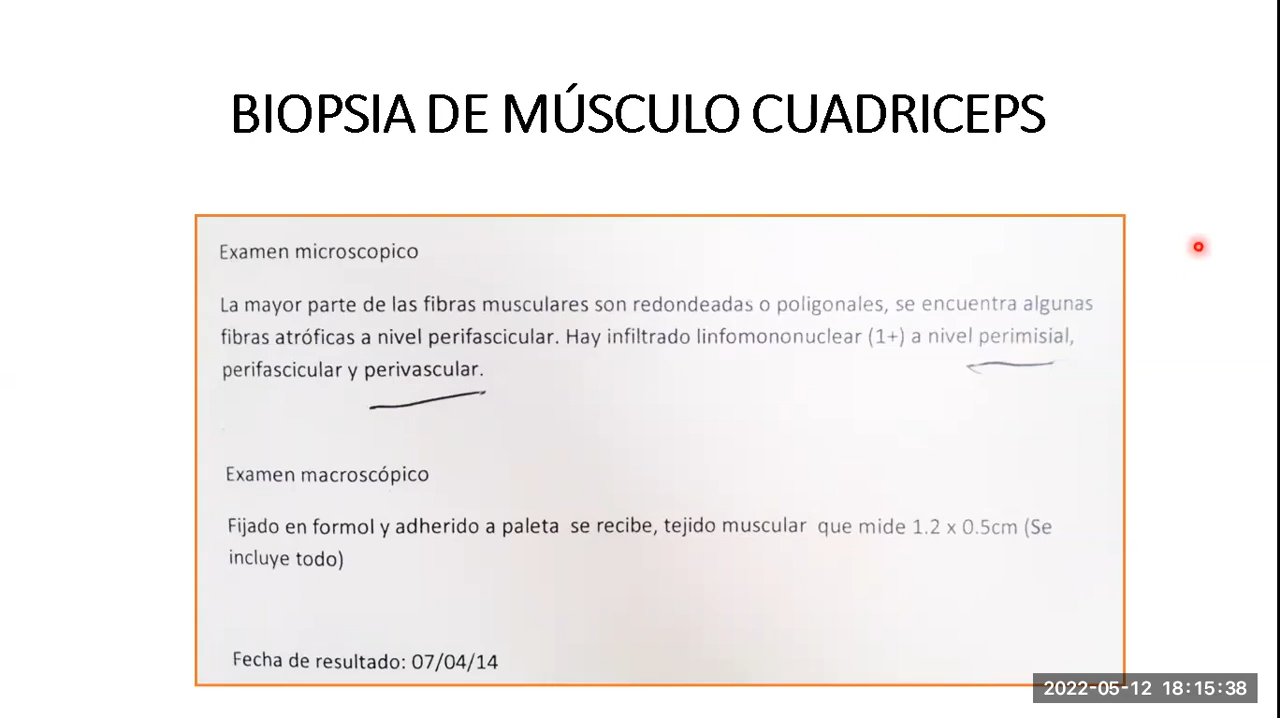 BIOPSIA DE MÚSCULO CUADRICEPS
Examen microscopico
La mayor parte de las fibras musculares son redondeadas o poligonales, se encuentra algunas
fibras atróficas a nivel perifascicular. Hay infiltrado linfomononuclear (1+) a nivel perimisial,
perifascicular y perivascular.
Examen macroscópico
Fijado en formol y adherido a paleta se recibe, tejido muscular que mide 1.2 x 0.5cm (Se
incluye todo)
Fecha de resultado: 07/04/14
2022-05-12 18:15:38